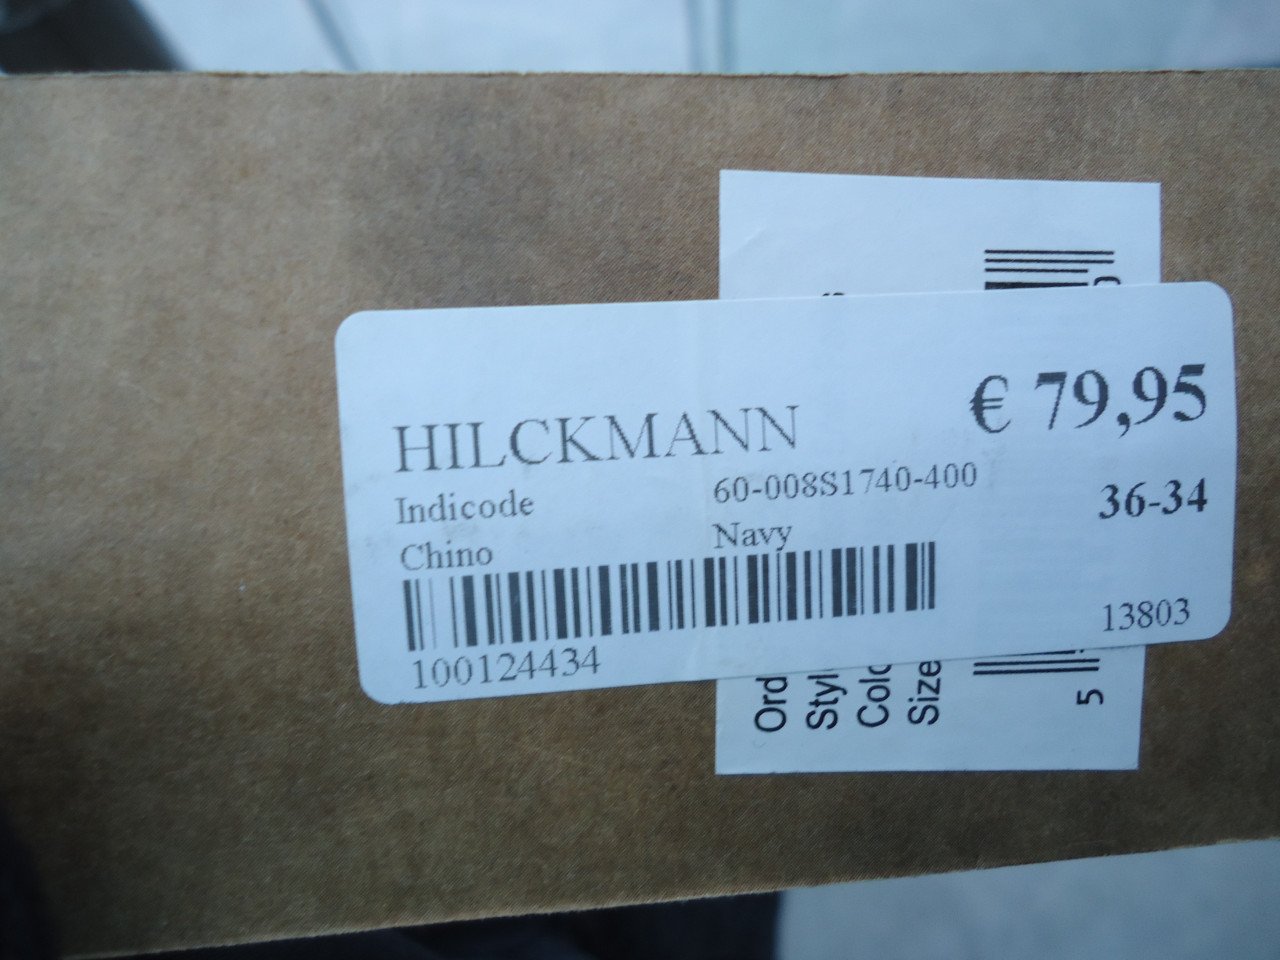 HILCKMANN
€ 79,95
Indicode
60-008S1740-400
36-34
Chino
Navy
100124434
13803
Ord
Styl
Colo
Size
5